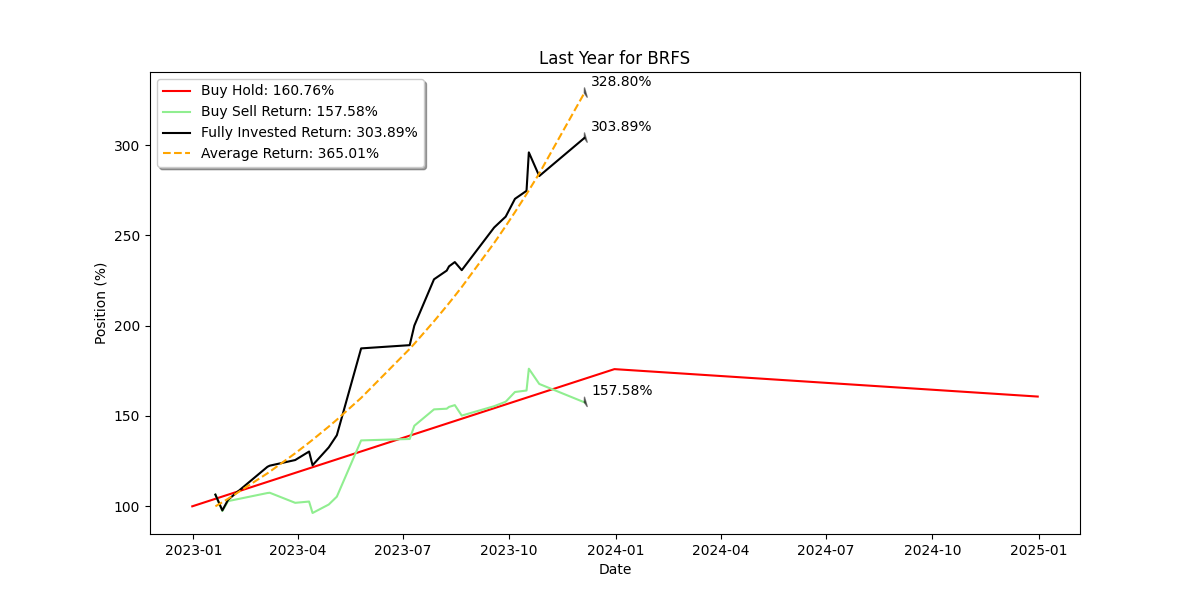 Last Year for BRFS
Buy Hold: 160.76%
Buy Sell Return: 157.58%
Fully Invested Return: 303.89%
Average Return: 365.01%
328.80%
303.89%
157.58%
Position (%)
300
250
200
150
100
2023-01 2023-04 2023-07 2023-10 2024-01 2024-04 2024-07 2024-10 2025-01
Date